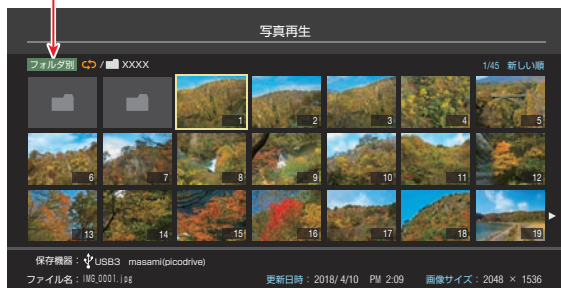 写真再生
フォルダ別 / XXXX 1/45 新しい順
1 2 3 4 5
6 7 8 9 10 11 12
13 14 15 16 17 18 19
保存機器： USB3 masami(picodrive)
ファイル名：IMG_0001.jpg 更新日時：2018/ 4/10 PM 2:09 画像サイズ：2048 × 1536